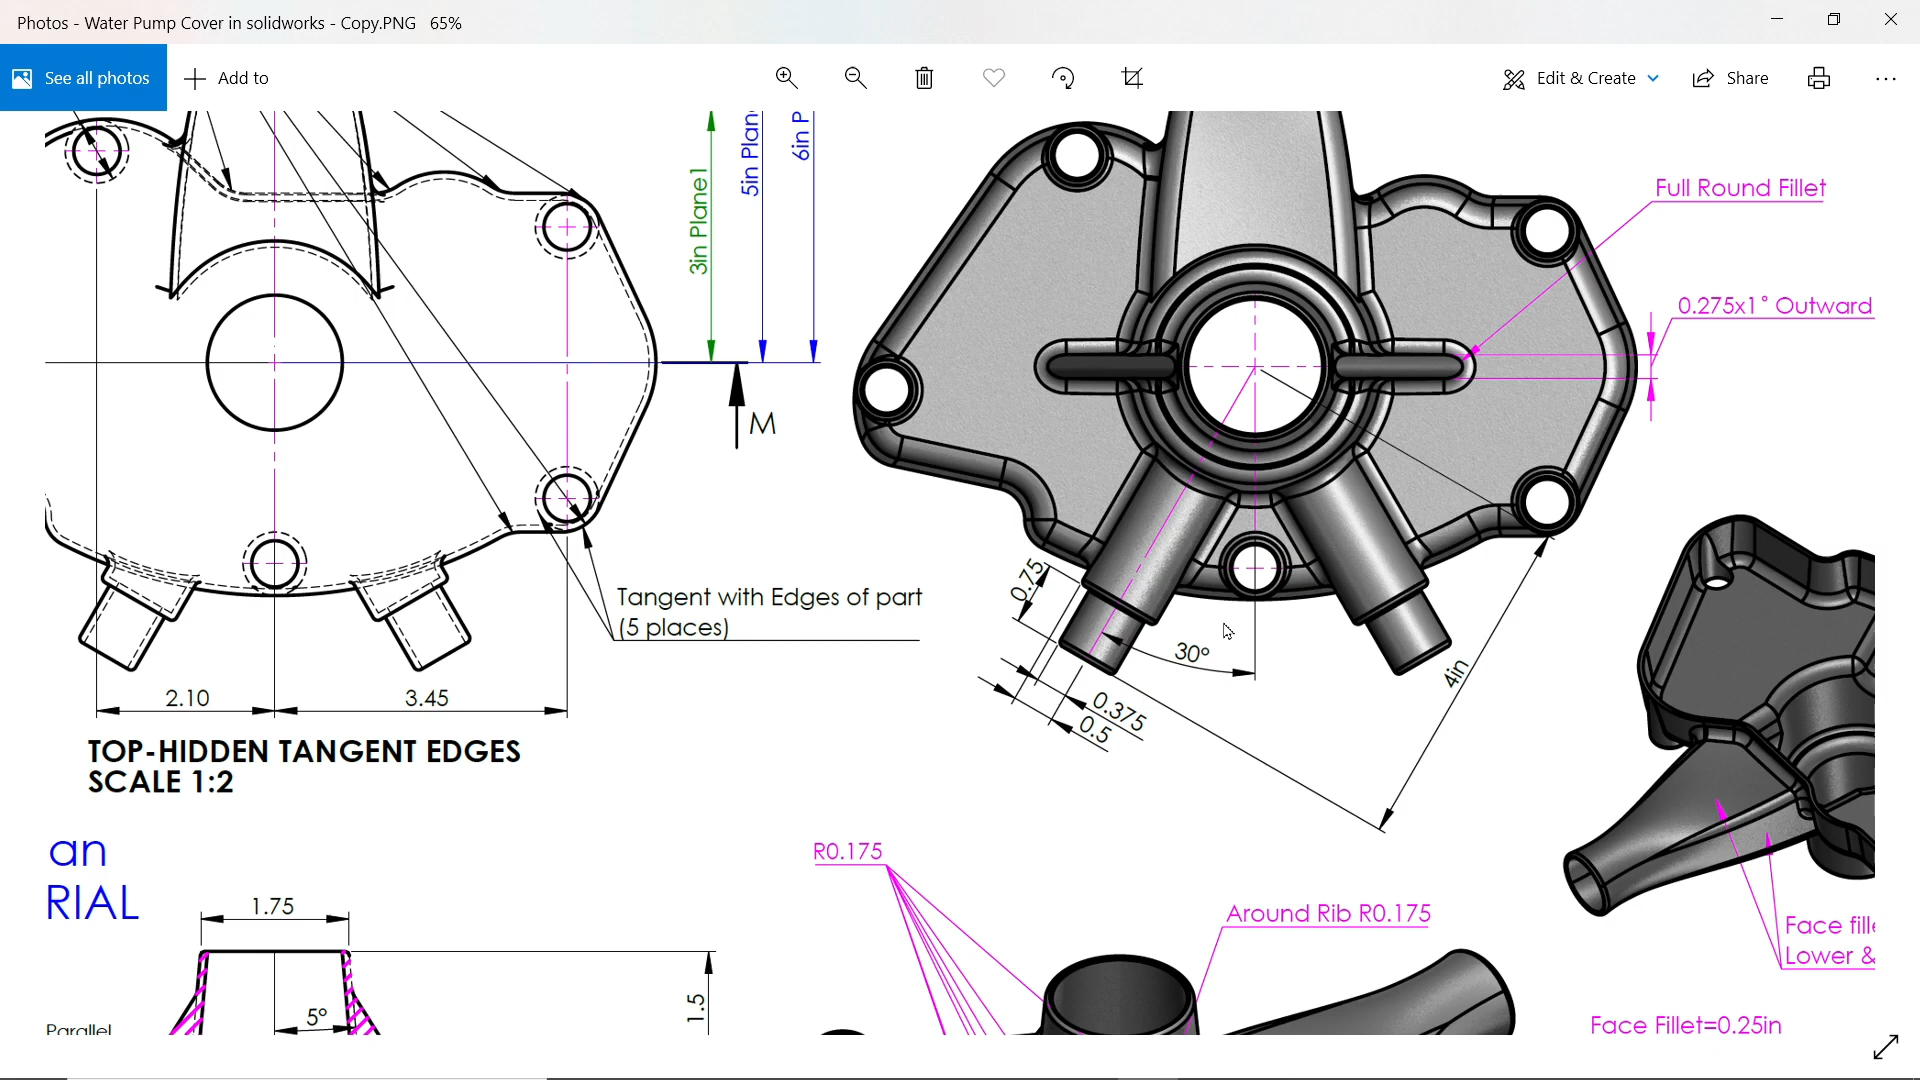 Photos - Water Pump Cover in solidworks - Copy.PNG   65%
See all photos
Add to
Edit & Create
Share
3in Plane1
5in Plan
6in P
Full Round Fillet
0.275x1° Outward
M
Tangent with Edges of part
(5 places)
0.75
30°
4in
0.375
0.5
2.10
3.45
TOP-HIDDEN TANGENT EDGES
SCALE 1:2
an
RIAL
R0.175
1.75
Around Rib R0.175
Face fille
Lower &
1.5
5°
Parallel
Face Fillet=0.25in